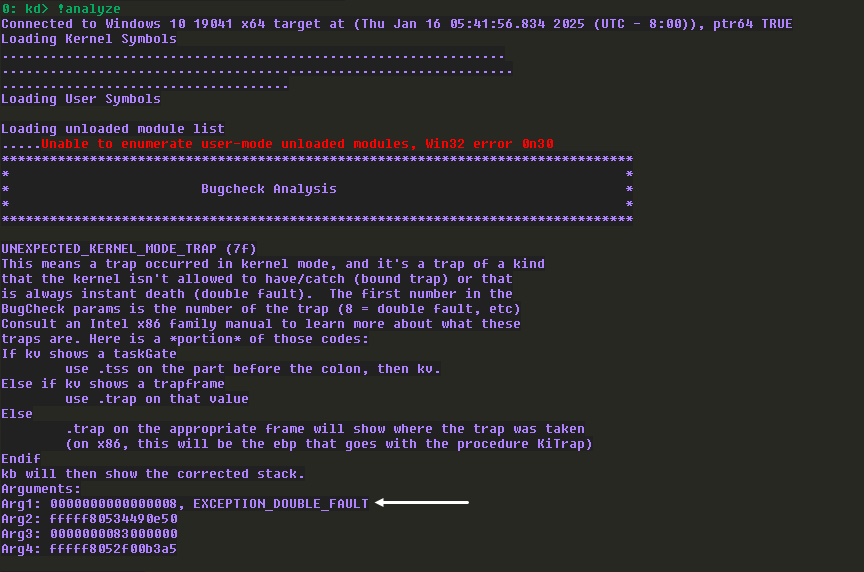 0: kd> !analyze
Connected to Windows 10 19041 x64 target at (Thu Jan 16 05:41:56.834 2025 (UTC - 8:00)), ptr64 TRUE
Loading Kernel Symbols
...............................................................
................................................................
....................................
Loading User Symbols

Loading unloaded module list
.....Unable to enumerate user-mode unloaded modules, Win32 error 0n30
*******************************************************************************
*                                                                             *
*                        Bugcheck Analysis                                    *
*                                                                             *
*******************************************************************************

UNEXPECTED_KERNEL_MODE_TRAP (7f)
This means a trap occurred in kernel mode, and it's a trap of a kind
that the kernel isn't allowed to have/catch (bound trap) or that
is always instant death (double fault).  The first number in the
BugCheck params is the number of the trap (8 = double fault, etc)
Consult an Intel x86 family manual to learn more about what these
traps are. Here is a *portion* of those codes:
If kv shows a taskGate
        use .tss on the part before the colon, then kv.
Else if kv shows a trapframe
        use .trap on that value
Else
        .trap on the appropriate frame will show where the trap was taken
        (on x86, this will be the ebp that goes with the procedure KiTrap)
Endif
kb will then show the corrected stack.
Arguments:
Arg1: 0000000000000008, EXCEPTION_DOUBLE_FAULT
Arg2: fffff80534490e50
Arg3: 0000000083000000
Arg4: fffff8052f00b3a5